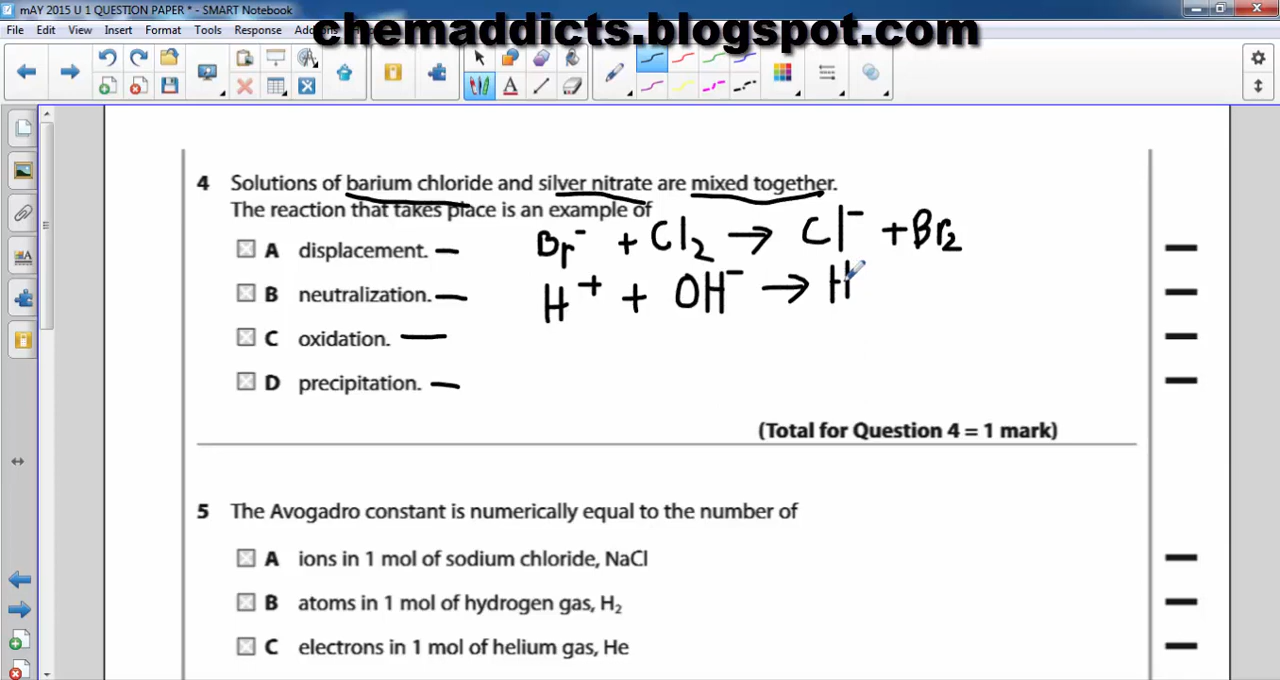 mAY 2015 U 1 QUESTION PAPER * - SMART Notebook
chemaddicts.blogspot.com
File Edit View Insert Format Tools Response
4 Solutions of barium chloride and silver nitrate are mixed together.
The reaction that takes place is an example of
A displacement. — Br⁻ + Cl₂ → Cl⁻ + Br₂
B neutralization. — H⁺ + OH⁻ → H
C oxidation. —
D precipitation. —
(Total for Question 4 = 1 mark)
5 The Avogadro constant is numerically equal to the number of
A ions in 1 mol of sodium chloride, NaCl
B atoms in 1 mol of hydrogen gas, H₂
C electrons in 1 mol of helium gas, He